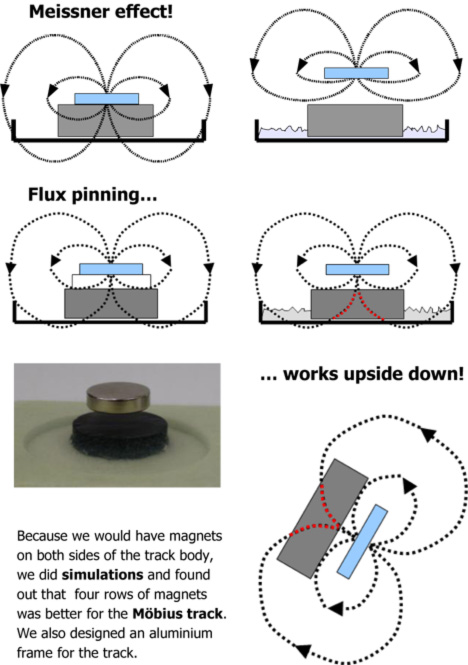 Meissner effect!
Flux pinning...
... works upside down!
Because we would have magnets
on both sides of the track body,
we did simulations and found
out that four rows of magnets
was better for the Möbius track.
We also designed an aluminium
frame for the track.